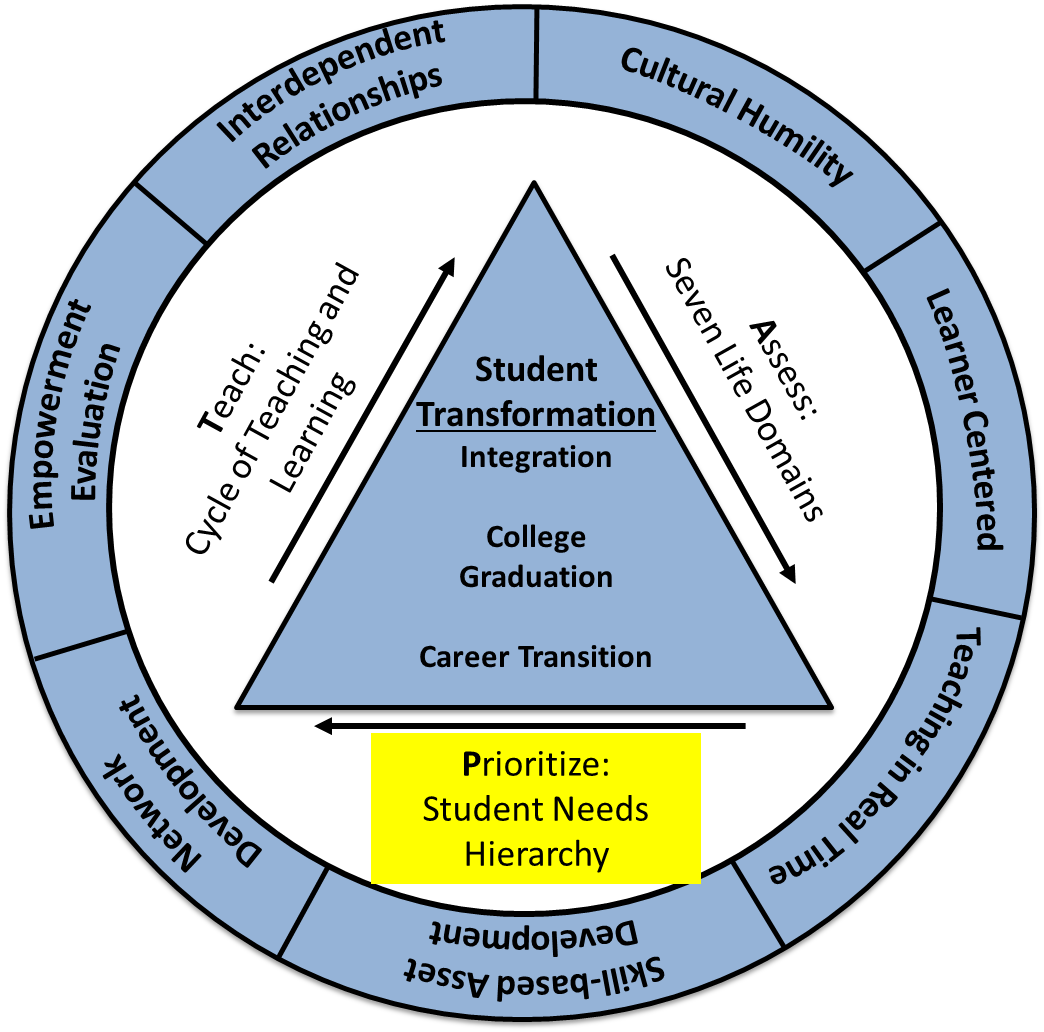 Interdependent
Relationships
Cultural Humility
Learner Centered
Teaching in Real Time
Skill-based Asset
Development
Network
Development
Empowerment
Evaluation
Teach:
Cycle of Teaching and
Learning
Assess:
Seven Life Domains
Student
Transformation
Integration
College
Graduation
Career Transition
Prioritize:
Student Needs
Hierarchy